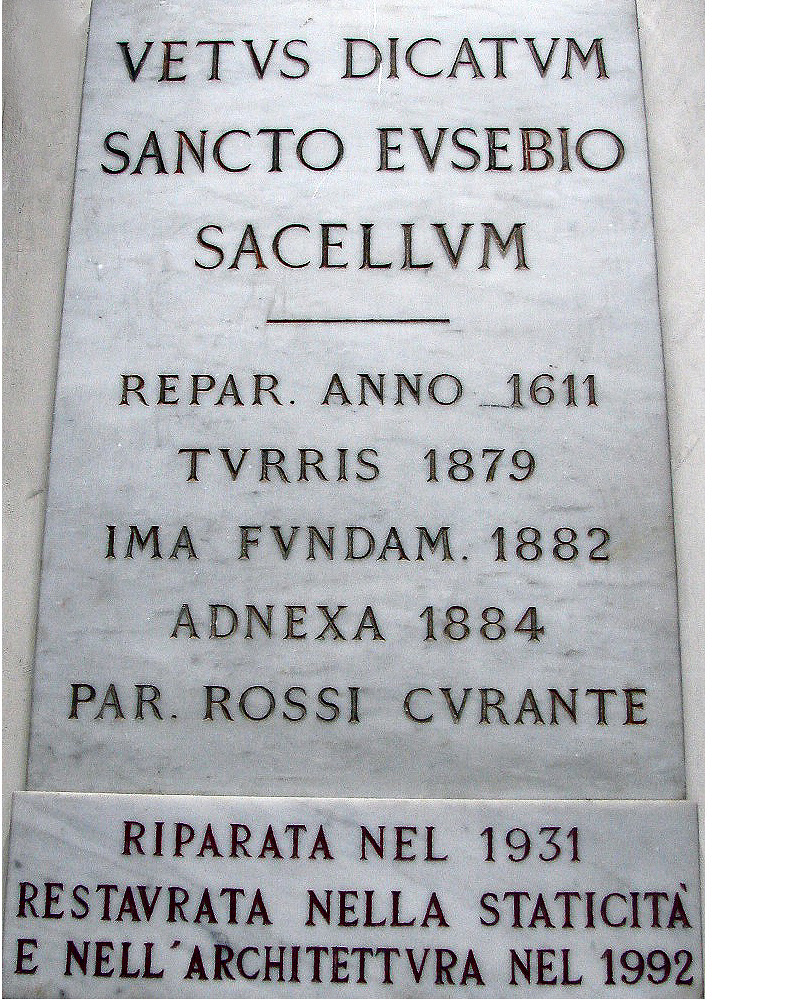 VETVS DICATVM
SANCTO EVSEBIO
SACELLVM
REPAR. ANNO 1611
TVRRIS 1879
IMA FVNDAM. 1882
ADNEXA 1884
PAR. ROSSI CVRANTE
RIPARATA NEL 1931
RESTAVRATA NELLA STATICITÀ
E NELL'ARCHITETTVRA NEL 1992